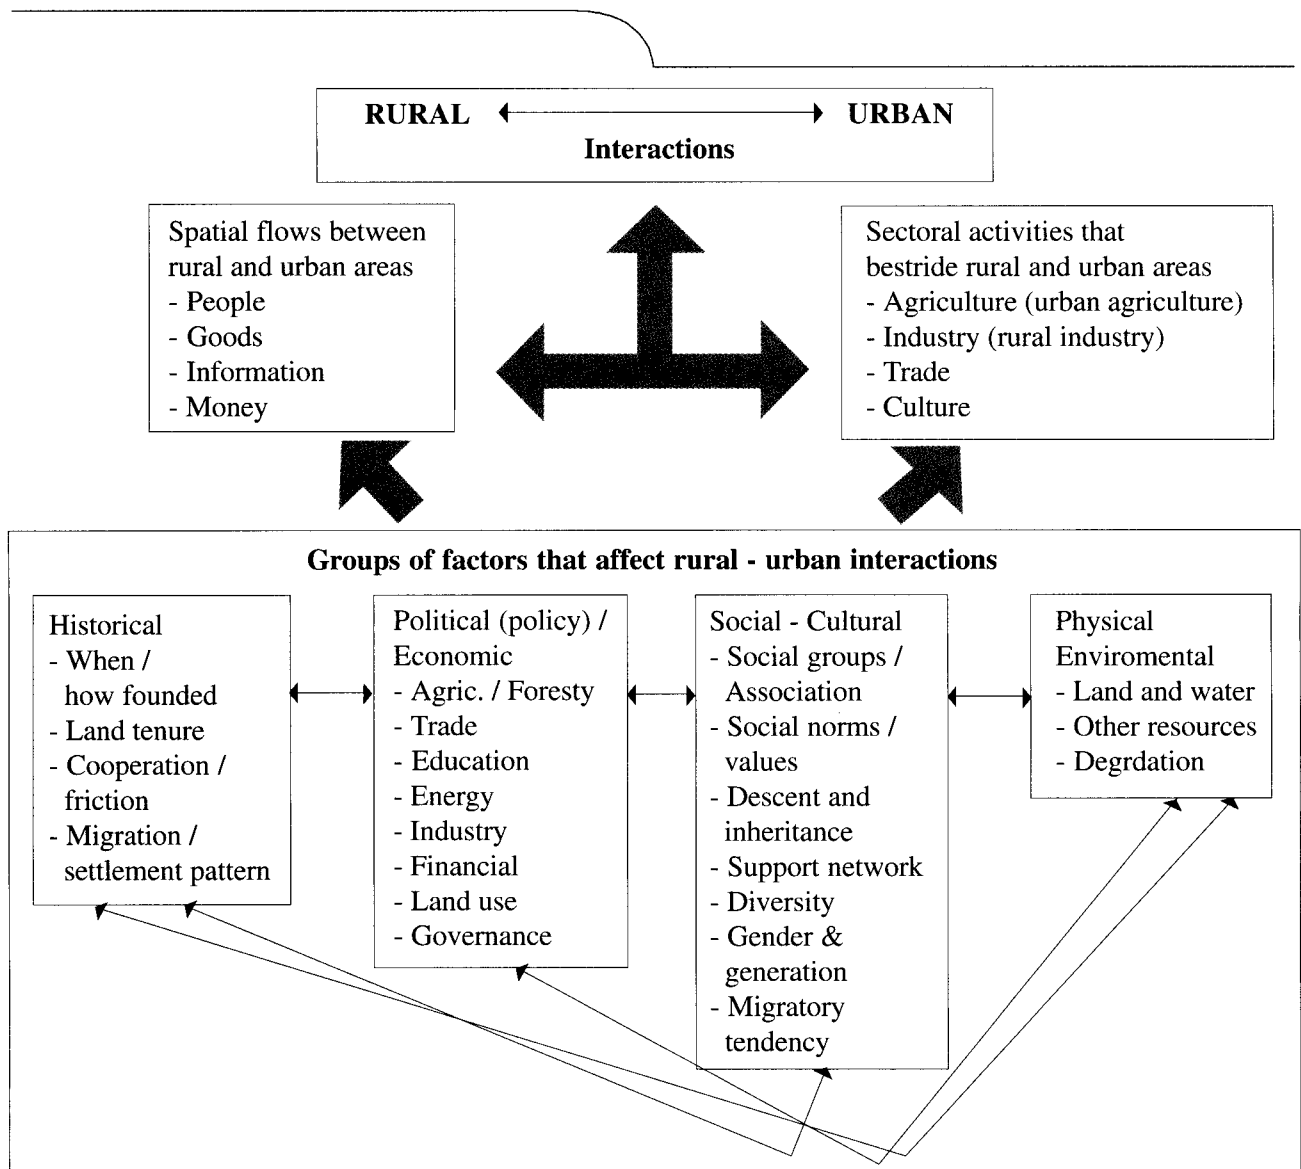 RURAL URBAN
Interactions
Spatial flows between
rural and urban areas
- People
- Goods
- Information
- Money
Sectoral activities that
bestride rural and urban areas
- Agriculture (urban agriculture)
- Industry (rural industry)
- Trade
- Culture
Groups of factors that affect rural - urban interactions
Historical
- When /
how founded
- Land tenure
- Cooperation /
friction
- Migration /
settlement pattern
Political (policy) /
Economic
- Agric. / Foresty
- Trade
- Education
- Energy
- Industry
- Financial
- Land use
- Governance
Social - Cultural
- Social groups /
Association
- Social norms /
values
- Descent and
inheritance
- Support network
- Diversity
- Gender &
generation
- Migratory
tendency
Physical
Enviromental
- Land and water
- Other resources
- Degrdation